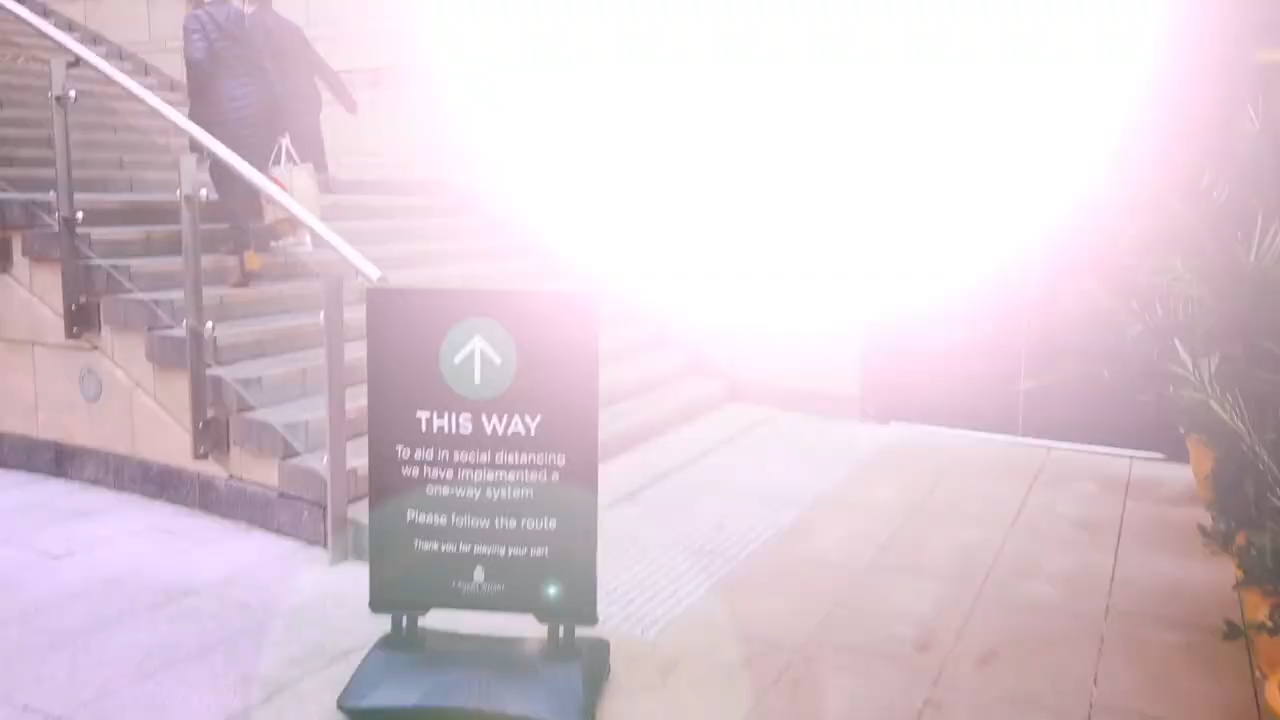 THIS WAY
To aid in social distancing
we have implemented a
one-way system
Please follow the route
Thank you for playing your part